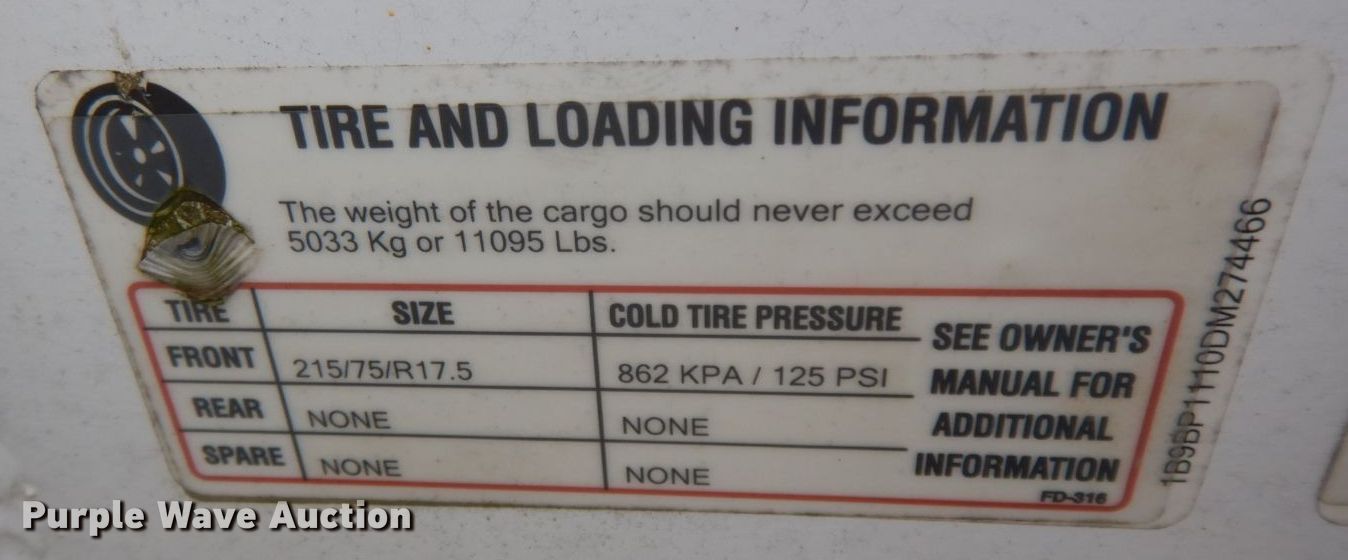 TIRE AND LOADING INFORMATION
The weight of the cargo should never exceed
5033 Kg or 11095 Lbs.
TIRE SIZE COLD TIRE PRESSURE
FRONT 215/75/R17.5 862 KPA / 125 PSI
REAR NONE NONE
SPARE NONE NONE
SEE OWNER'S
MANUAL FOR
ADDITIONAL
INFORMATION
FD-316
1B9BP1110DM274466
Purple Wave Auction